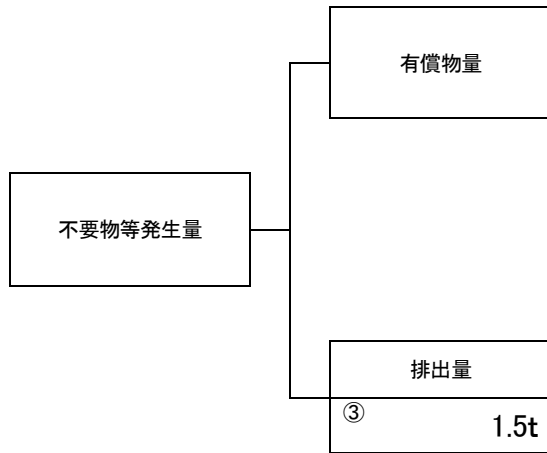 有償物量
不要物等発生量
排出量
③
1.5t